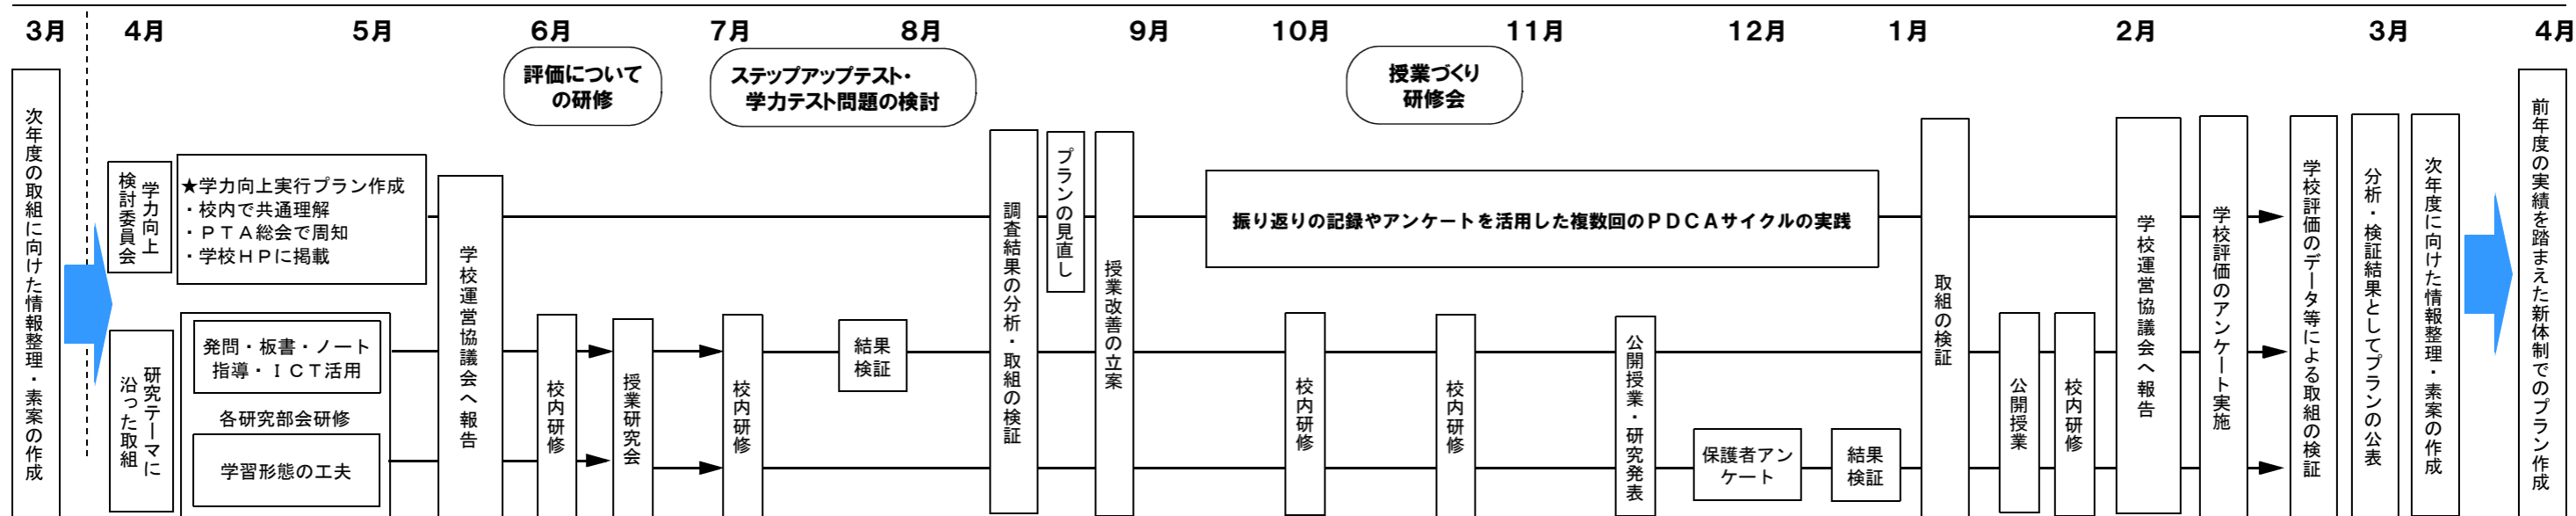 3月
4月
5月
6月
7月
8月
9月
10月
11月
12月
1月
2月
3月
4月
評価について
の研修
ステップアップテスト・
学力テスト問題の検討
授業づくり
研修会
次年度の取組に向けた情報整理・素案の作成
学力向上
検討委員会
★学力向上実行プラン作成
・校内で共通理解
・ＰＴＡ総会で周知
・学校ＨＰに掲載
研究テーマに
沿った取組
発問・板書・ノート
指導・ＩＣＴ活用
各研究部会研修
学習形態の工夫
学校運営協議会へ報告
校内研修
授業研究会
校内研修
結果
検証
調査結果の分析・取組の検証
プランの見直し
授業改善の立案
振り返りの記録やアンケートを活用した複数回のＰＤＣＡサイクルの実践
校内研修
校内研修
公開授業・研究発表
保護者アン
ケート
結果
検証
取組の検証
公開授業
校内研修
学校運営協議会へ報告
学校評価のアンケート実施
学校評価のデータ等による取組の検証
分析・検証結果としてプランの公表
次年度に向けた情報整理・素案の作成
前年度の実績を踏まえた新体制でのプラン作成